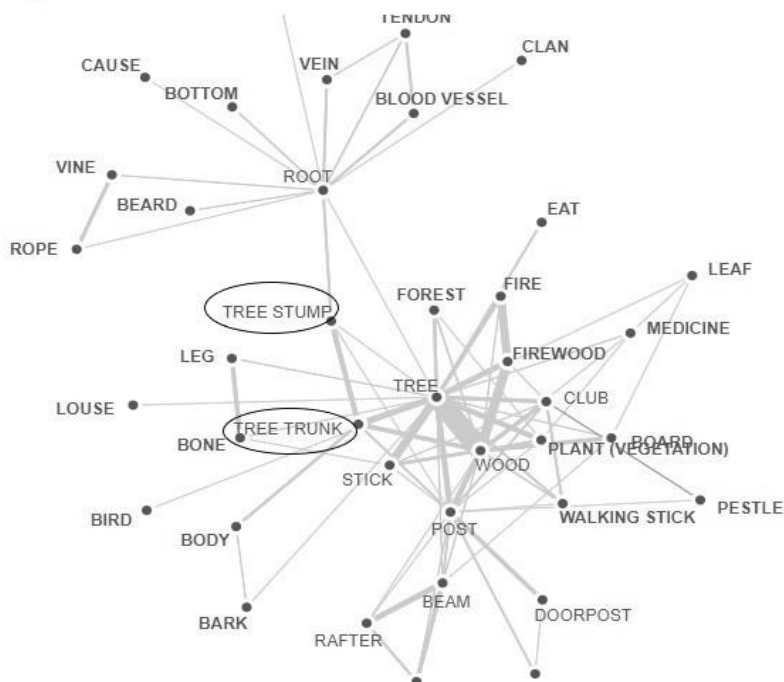 TENDON
CLAN
VEIN
CAUSE
BOTTOM
BLOOD VESSEL
VINE
ROOT
BEARD
EAT
ROPE
LEAF
FIRE
FOREST
TREE STUMP
MEDICINE
LEG
FIREWOOD
TREE
CLUB
LOUSE
TREE TRUNK
BONE
BOARD
PLANT (VEGETATION)
WOOD
STICK
PESTLE
BIRD
WALKING STICK
POST
BODY
BEAM
DOORPOST
BARK
RAFTER